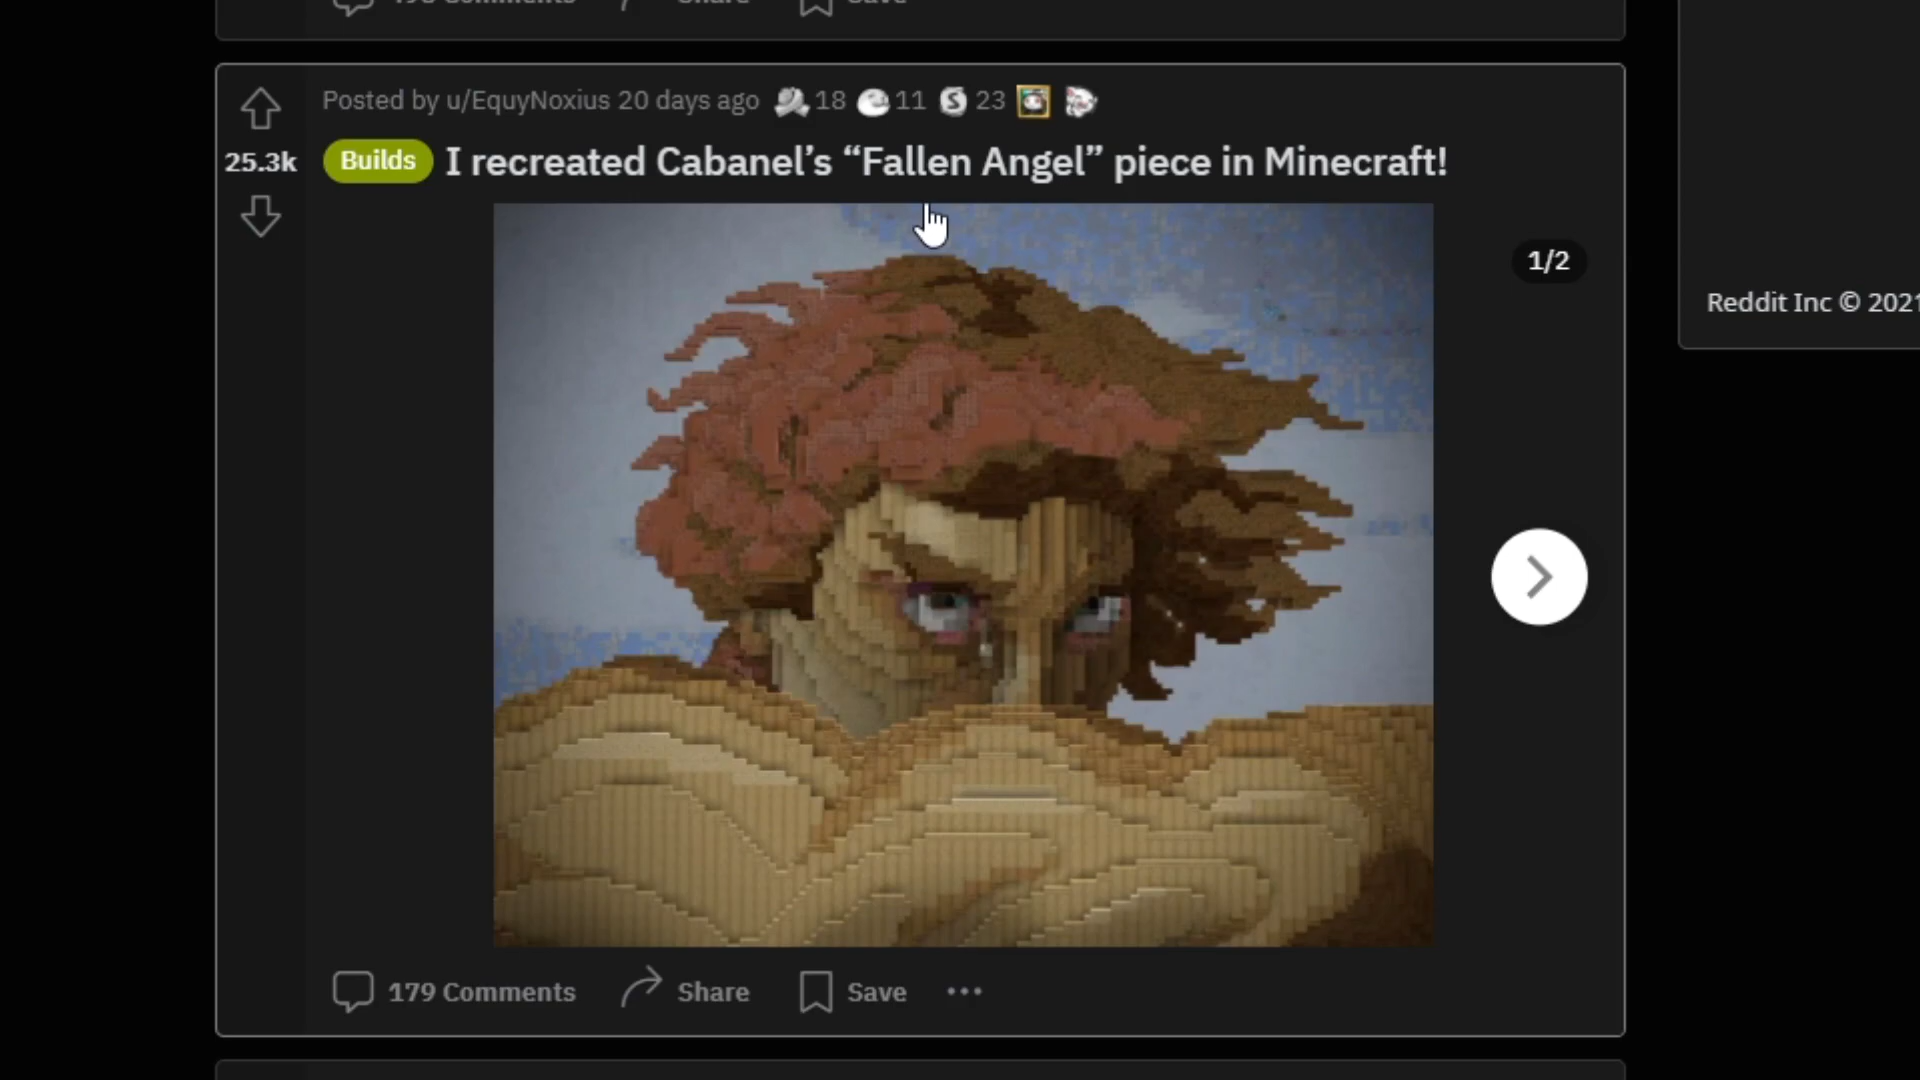 Posted by u/EquyNoxius 20 days ago 18 11 S 23
25.3k
Builds I recreated Cabanel’s “Fallen Angel” piece in Minecraft!
1/2
Reddit Inc © 2021
179 Comments Share Save